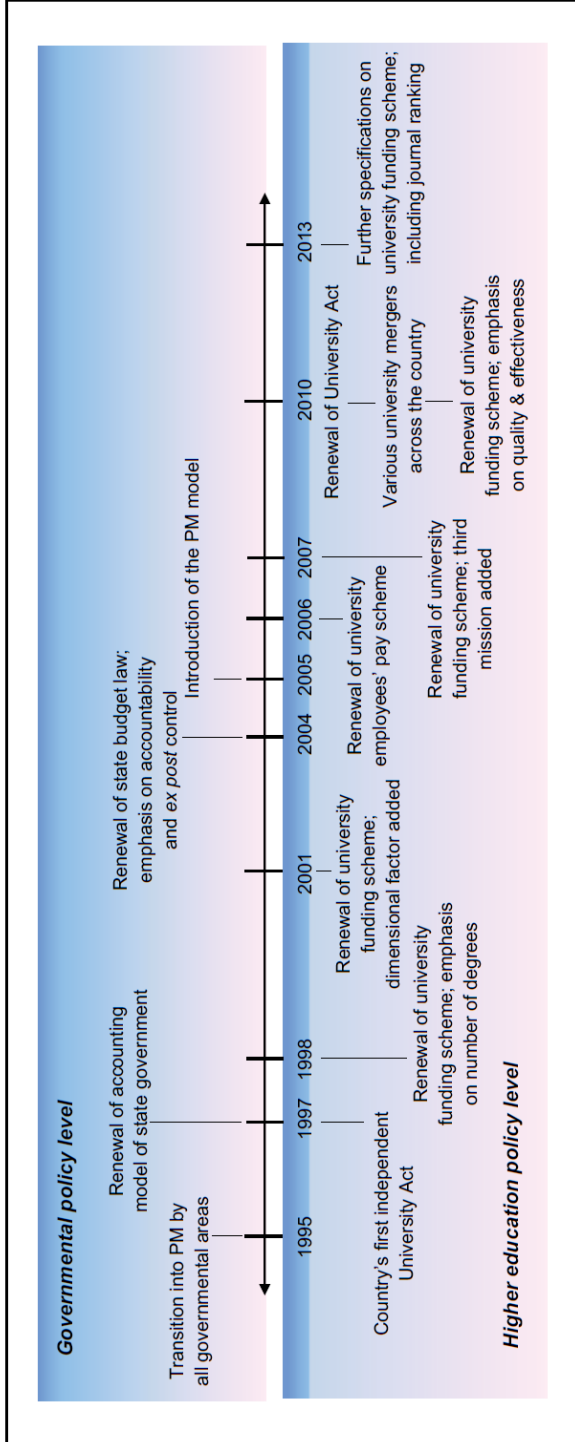 Governmental policy level
Transition into PM by
all governmental areas
Renewal of accounting
model of state government
Renewal of state budget law;
emphasis on accountability
and ex post control
Introduction of the PM model
1995
1997
1998
2001
2004
2005
2006
2007
2010
2013
Country's first independent
University Act
Renewal of university
funding scheme; emphasis
on number of degrees
Renewal of university
funding scheme;
dimensional factor added
Renewal of university
employees' pay scheme
Renewal of university
funding scheme; third
mission added
Renewal of University Act
Various university mergers
across the country
Renewal of university
funding scheme; emphasis
on quality & effectiveness
Further specifications on
university funding scheme;
including journal ranking
Higher education policy level